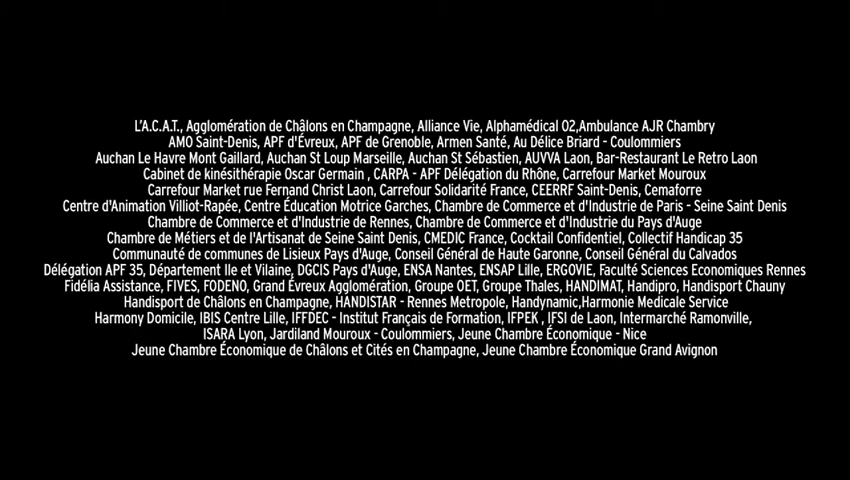 L'A.C.A.T., Agglomération de Châlons en Champagne, Alliance Vie, Alphamédical O2,Ambulance AJR Chambry
AMO Saint-Denis, APF d'Évreux, APF de Grenoble, Armen Santé, Au Délice Briard - Coulommiers
Auchan Le Havre Mont Gaillard, Auchan St Loup Marseille, Auchan St Sébastien, AUVVA Laon, Bar-Restaurant Le Retro Laon
Cabinet de kinésithérapie Oscar Germain , CARPA - APF Délégation du Rhône, Carrefour Market Mouroux
Carrefour Market rue Fernand Christ Laon, Carrefour Solidarité France, CEERRF Saint-Denis, Cemaforre
Centre d'Animation Villiot-Rapée, Centre Éducation Motrice Garches, Chambre de Commerce et d'Industrie de Paris - Seine Saint Denis
Chambre de Commerce et d'Industrie de Rennes, Chambre de Commerce et d'Industrie du Pays d'Auge
Chambre de Métiers et de l'Artisanat de Seine Saint Denis, CMEDIC France, Cocktail Confidentiel, Collectif Handicap 35
Communauté de communes de Lisieux Pays d'Auge, Conseil Général de Haute Garonne, Conseil Général du Calvados
Délégation APF 35, Département Ile et Vilaine, DGCIS Pays d'Auge, ENSA Nantes, ENSAP Lille, ERGOVIE, Faculté Sciences Economiques Rennes
Fidélia Assistance, FIVES, FODENO, Grand Évreux Agglomération, Groupe OET, Groupe Thales, HANDIMAT, Handipro, Handisport Chauny
Handisport de Châlons en Champagne, HANDISTAR - Rennes Metropole, Handynamic,Harmonie Medicale Service
Harmony Domicile, IBIS Centre Lille, IFFDEC - Institut Français de Formation, IFPEK , IFSI de Laon, Intermarché Ramonville,
ISARA Lyon, Jardiland Mouroux - Coulommiers, Jeune Chambre Économique - Nice
Jeune Chambre Économique de Châlons et Cités en Champagne, Jeune Chambre Économique Grand Avignon